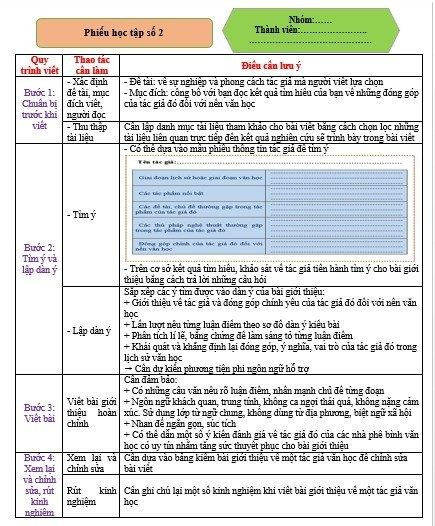 Phiếu học tập số 2
Nhóm:......
Thành viên:......................
........................................
Quy trình viết
Thao tác cần làm
Điều cần lưu ý
Bước 1: Chuẩn bị trước khi viết
- Xác định đề tài, mục đích viết, người đọc
- Đề tài: về sự nghiệp và phong cách tác giả mà người viết lựa chọn
- Mục đích: công bố với bạn đọc kết quả tìm hiểu của bạn về những đóng góp
của tác giả đó đối với nền văn học
- Thu thập tài liệu
Cần lập danh mục tài liệu tham khảo cho bài viết bằng cách chọn lọc những
tài liệu liên quan trực tiếp đến kết quả nghiên cứu sẽ trình bày trong bài viết
Bước 2: Tìm ý và lập dàn ý
- Tìm ý
- Có thể dựa vào mẫu phiếu thông tin tác giả để tìm ý
Tên tác giả:
Giai đoạn lịch sử hoặc giai đoạn văn học
Các tác phẩm nổi bật
Các đề tài, chủ đề thường gặp trong tác
phẩm của tác giả đó
Các thủ pháp nghệ thuật thường gặp
trong tác phẩm của tác giả đó
Đóng góp chính của tác giả đó đối với
nền văn học
- Trên cơ sở kết quả tìm hiểu, khảo sát về tác giả tiến hành tìm ý cho bài giới
thiệu bằng cách trả lời những câu hỏi
- Lập dàn ý
Sắp xếp các ý tìm được vào dàn ý của bài giới thiệu:
+ Giới thiệu về tác giả và đóng góp chính yếu của tác giả đó đối với nền văn
học
+ Lần lượt nêu từng luận điểm theo sơ đồ dàn ý kiểu bài
+ Phân tích lí lẽ, bằng chứng để làm sáng tỏ từng luận điểm
+ Khái quát và khẳng định lại đóng góp, ý nghĩa, vai trò của tác giả đó trong
lịch sử văn học
→ Cần dự kiến phương tiện phi ngôn ngữ hỗ trợ
Bước 3: Viết bài
Viết bài giới thiệu hoàn chỉnh
Cần đảm bảo:
+ Có những câu văn nêu rõ luận điểm, nhấn mạnh chủ đề từng đoạn
+ Ngôn ngữ khách quan, trung tính, không ca ngợi thái quá, không nặng cảm
xúc. Sử dụng lớp từ ngữ chung, không dùng từ địa phương, biệt ngữ xã hội
+ Nhan đề ngắn gọn, súc tích
+ Có thể dẫn một số ý kiến đánh giá về tác giả đó của các nhà phê bình văn
học có uy tín nhằm tăng sức thuyết phục cho bài giới thiệu
Bước 4: Xem lại và chỉnh sửa, rút kinh nghiệm
Xem lại và chỉnh sửa
Cần dựa vào bảng kiểm bài giới thiệu về một tác giả văn học để chỉnh sửa
bài viết
Rút kinh nghiệm
Cần ghi chú lại một số kinh nghiệm khi viết bài giới thiệu về một tác giả văn
học